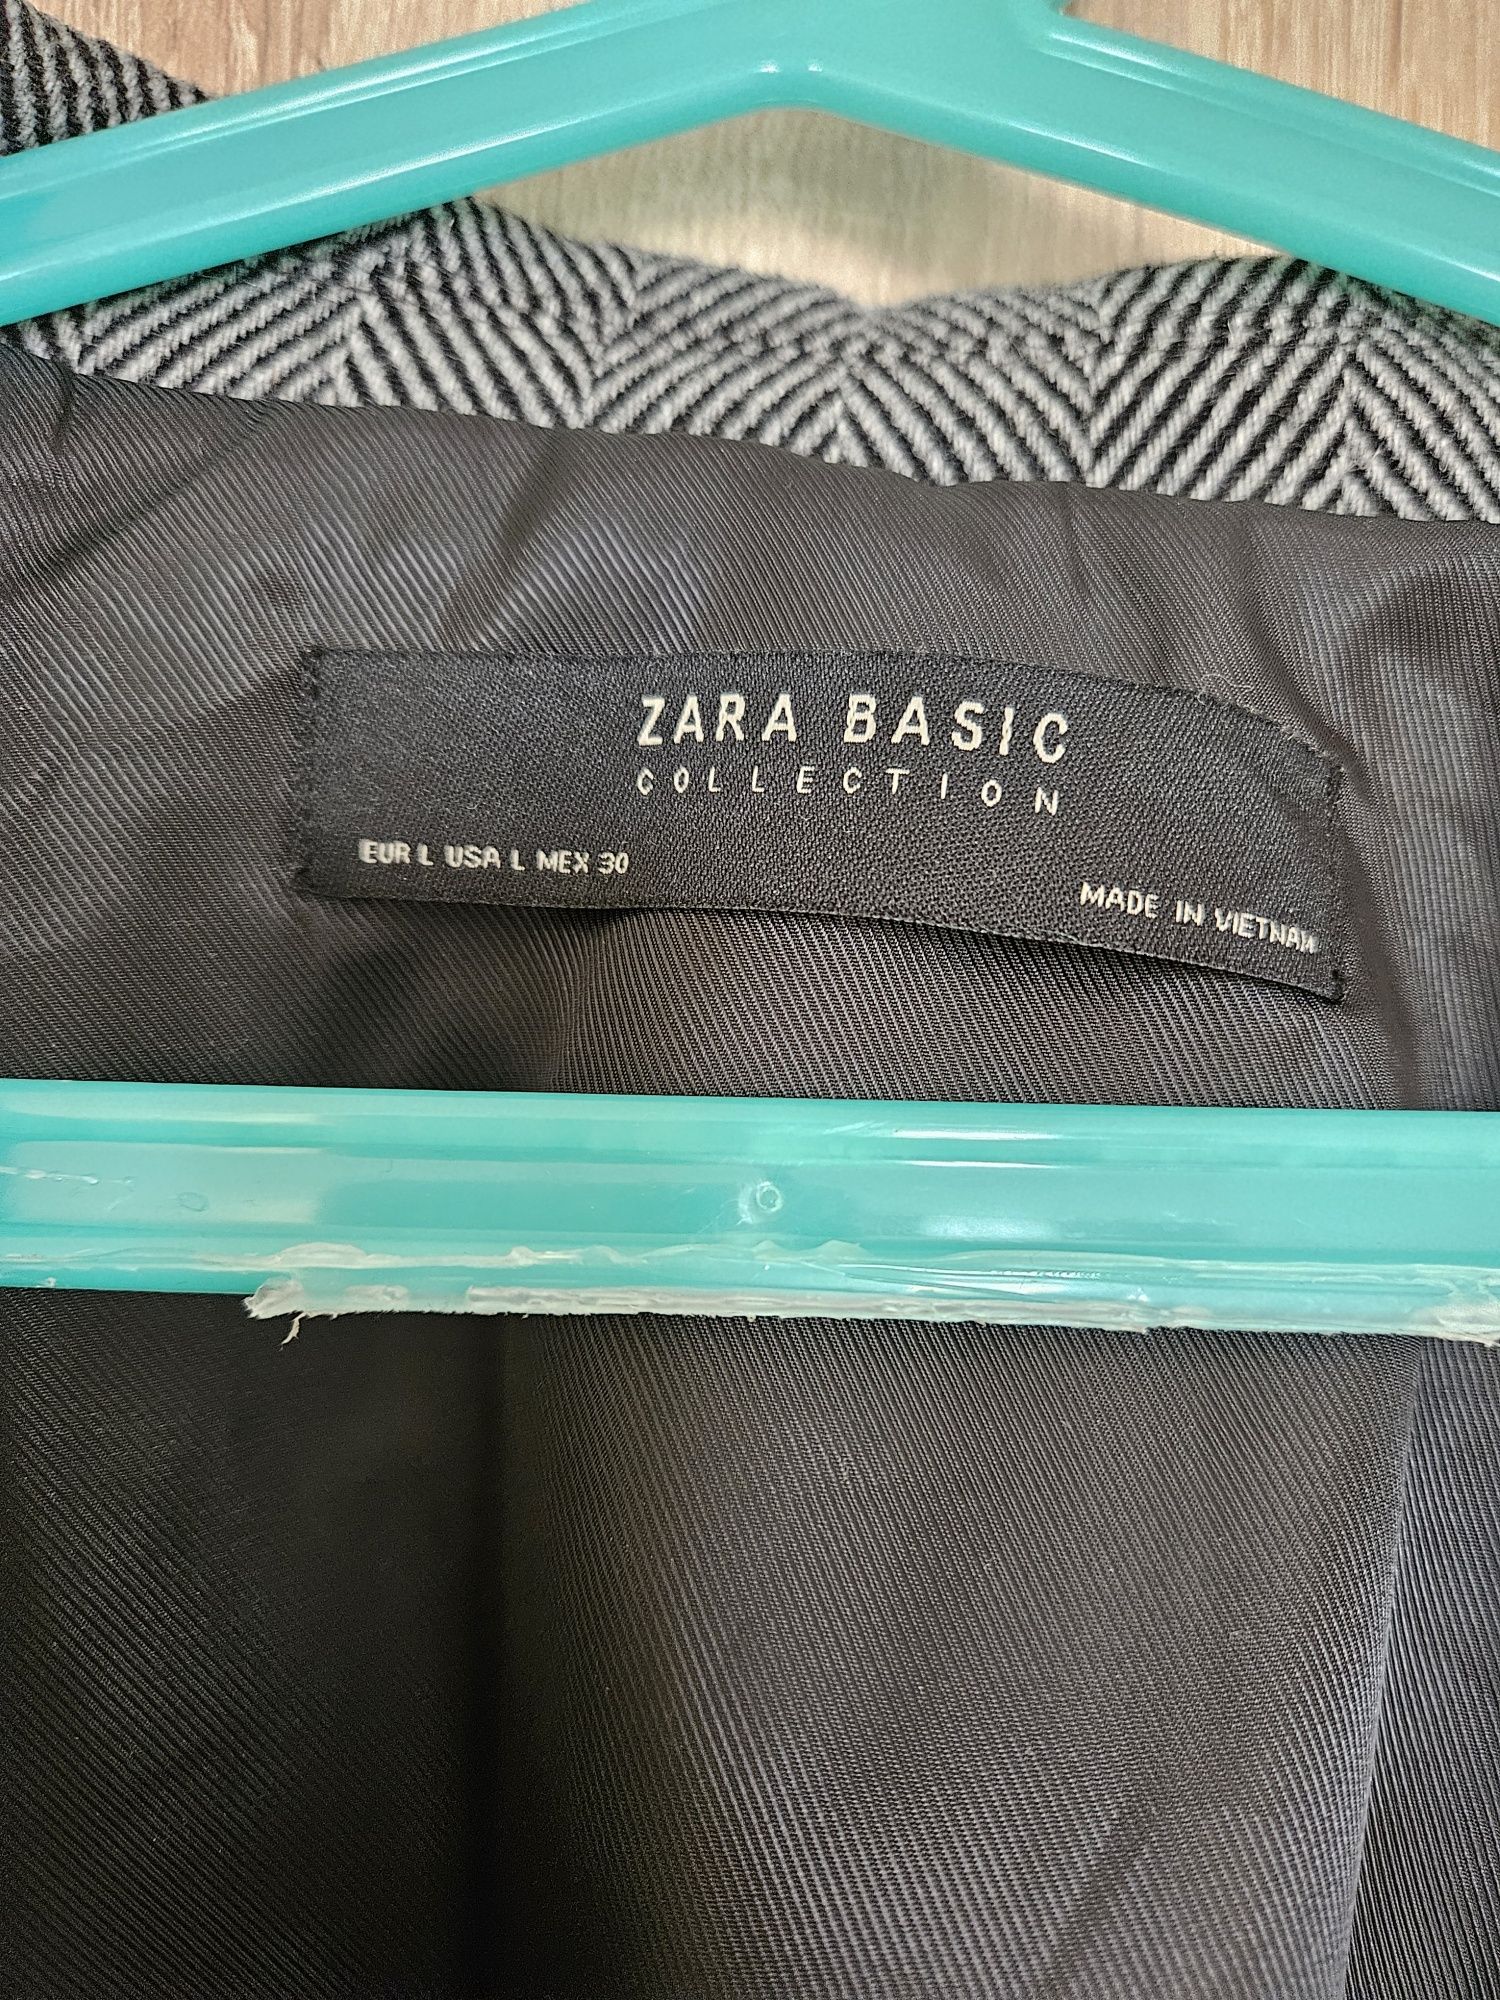 ZARA BASIC
COLLECTION
EUR L USA L MEX 30
MADE IN VIETNAM